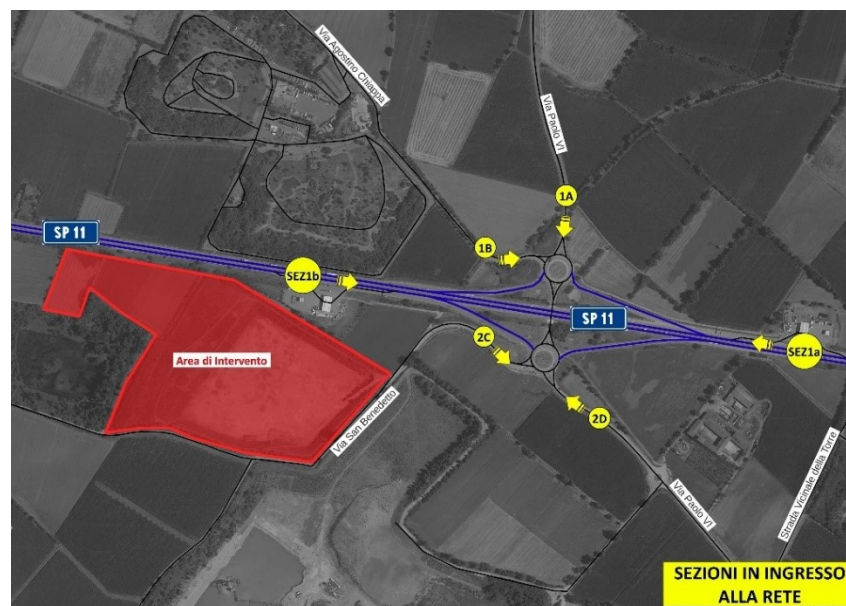 Via Agostino Chiappa
Via Paolo VI
1A
SP 11
1B
SEZ1b
SP 11
2C
SEZ1a
Area di Intervento
Via San Benedetto
2D
Via Paolo VI
Strada Vicinale della Torre
SEZIONI IN INGRESSO
ALLA RETE